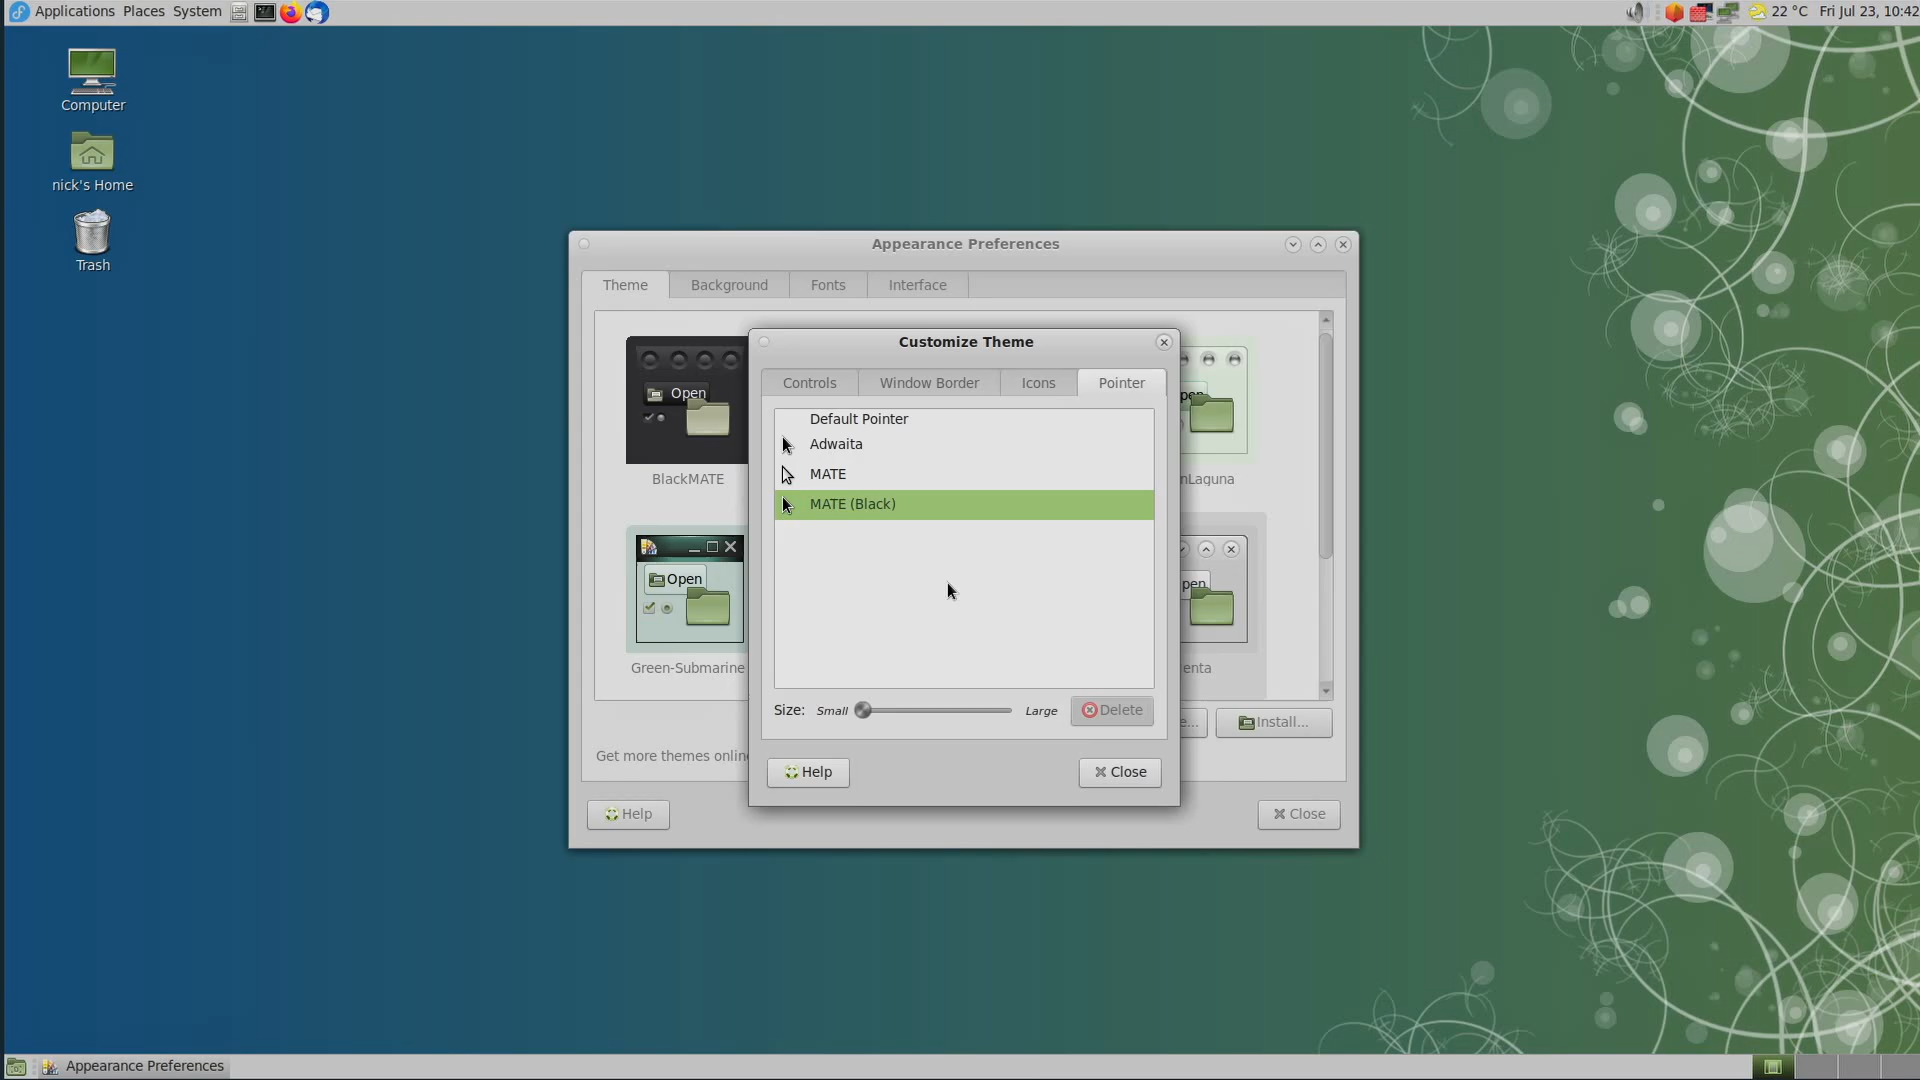 Applications Places System
22 °C Fri Jul 23, 10:42
Computer
nick's Home
Trash
Appearance Preferences
Theme Background Fonts Interface
Open
BlackMATE
nLaguna
Open
Green-Submarine
pen
enta
e... Install...
Get more themes onlin
Help Close
Customize Theme
Controls Window Border Icons Pointer
Default Pointer
Adwaita
MATE
MATE (Black)
Size: Small Large Delete
Help Close
Appearance Preferences